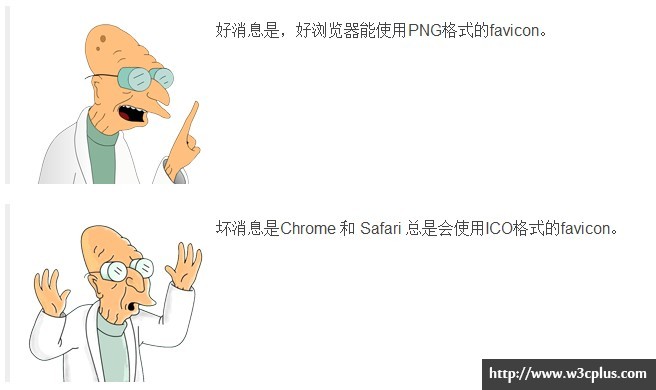 好消息是，好浏览器能使用PNG格式的favicon。
坏消息是Chrome 和 Safari 总是会使用ICO格式的favicon。
http://www.w3cplus.com